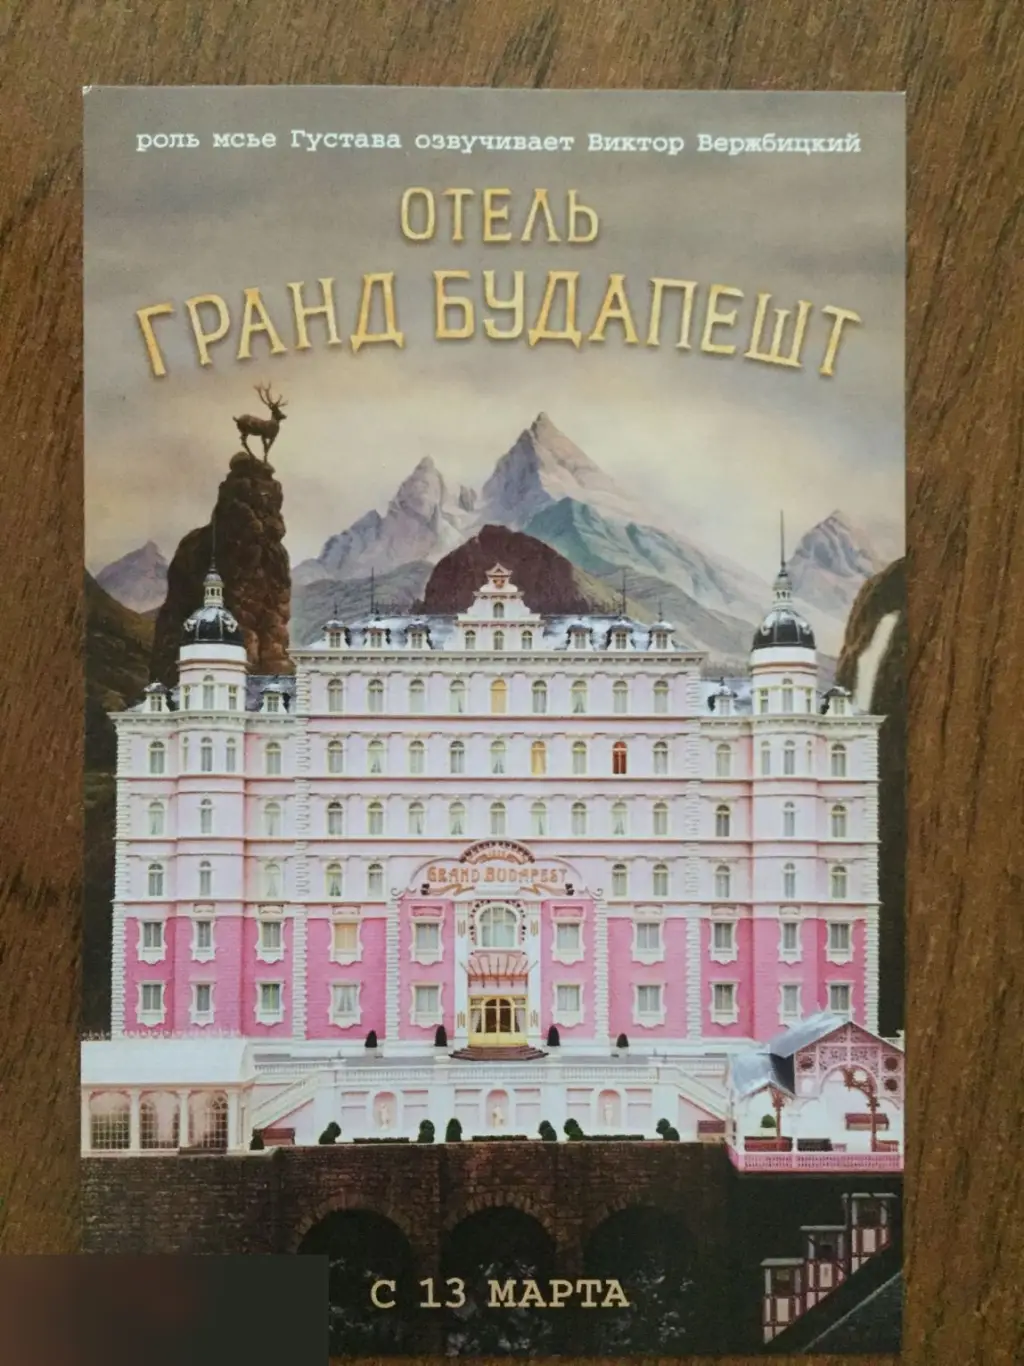 роль мсье Густава озвучивает Виктор Вержбицкий
ОТЕЛЬ
ГРАНД БУДАПЕШТ
GRAND BUDAPEST
С 13 МАРТА